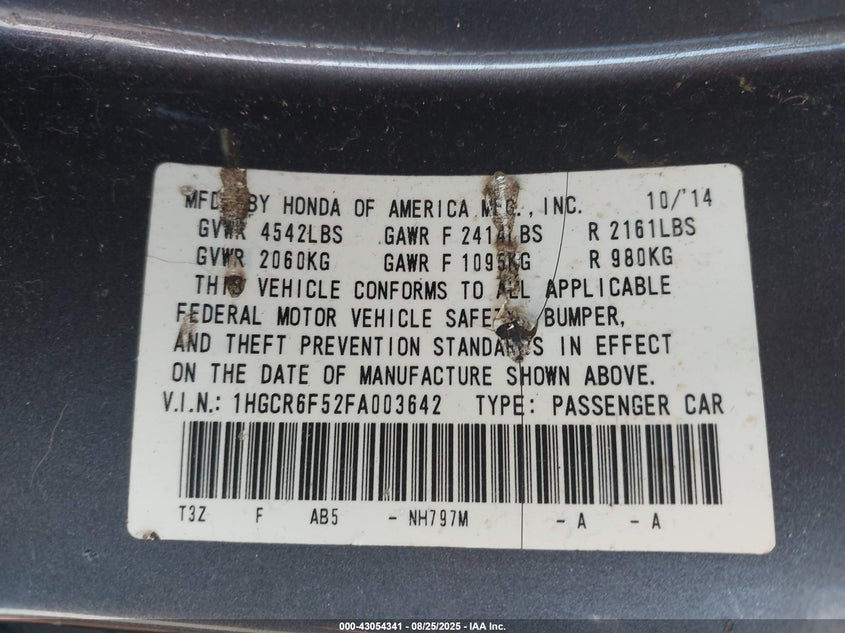 MFD BY HONDA OF AMERICA MFG., INC. 10/'14
GVWR 4542LBS GAWR F 2414LBS R 2161LBS
GVWR 2060KG GAWR F 1095KG R 980KG
THIS VEHICLE CONFORMS TO ALL APPLICABLE
FEDERAL MOTOR VEHICLE SAFETY, BUMPER,
AND THEFT PREVENTION STANDARDS IN EFFECT
ON THE DATE OF MANUFACTURE SHOWN ABOVE.
V.I.N.: 1HGCR6F52FA003642 TYPE: PASSENGER CAR
T3Z F AB5 - NH797M - A - A
000-43054341 - 08/25/2025 - IAA Inc.